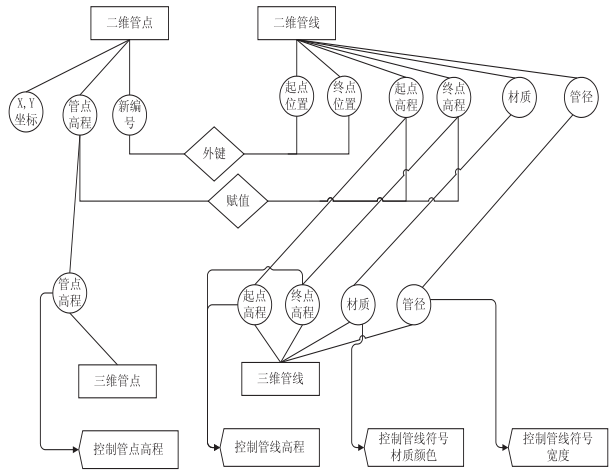 二维管点
二维管线
X,Y
坐标
管点
高程
新编
号
起点
位置
终点
位置
起点
高程
终点
高程
材质
管径
外键
赋值
管点
高程
起点
高程
终点
高程
材质
管径
三维管点
三维管线
控制管点高程
控制管线高程
控制管线符号
材质颜色
控制管线符号
宽度